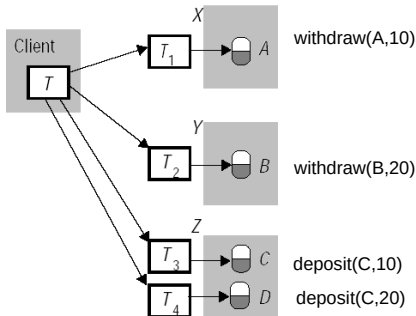 X
Client
T
T1
A
withdraw(A,10)
Y
T2
B
withdraw(B,20)
Z
T3
C
deposit(C,10)
T4
D
deposit(C,20)